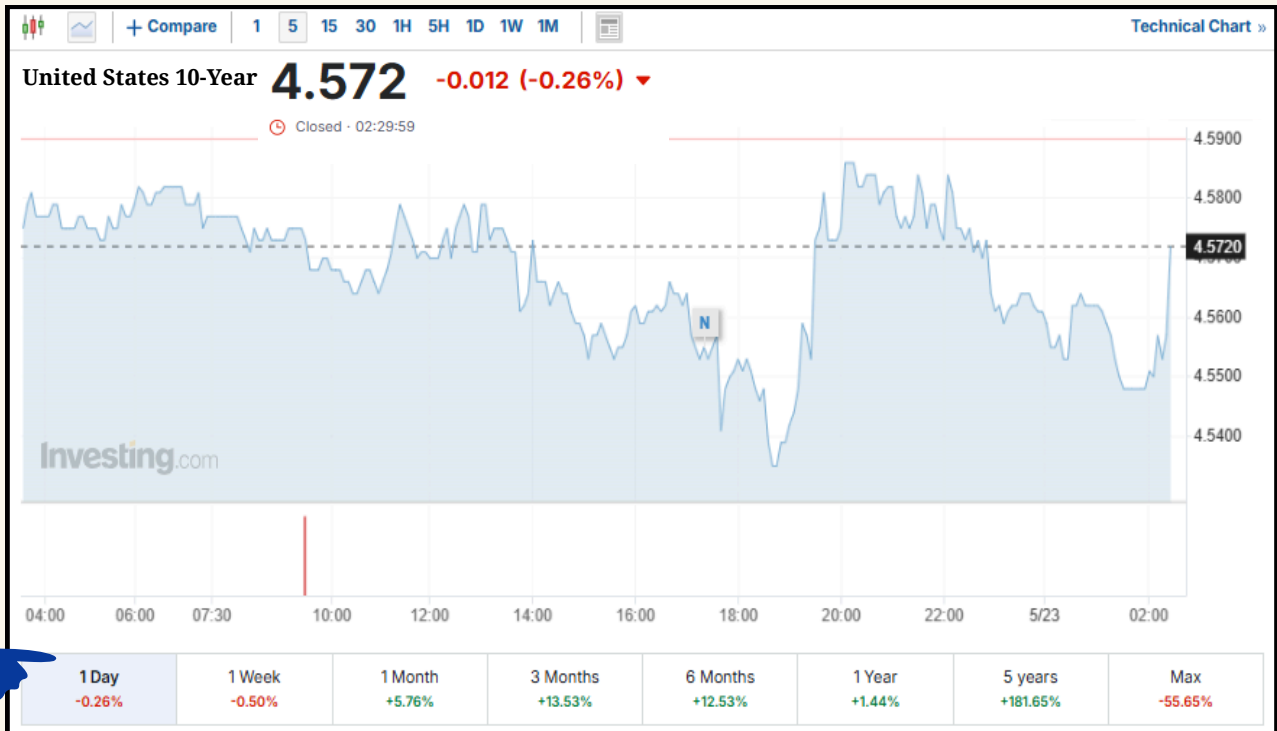 + Compare 1 5 15 30 1H 5H 1D 1W 1M Technical Chart »
United States 10-Year 4.572 -0.012 (-0.26%)
Closed · 02:29:59
4.5900
4.5800
4.5720
4.5700
4.5600
N
4.5500
4.5400
Investing.com
04:00 06:00 07:30 10:00 12:00 14:00 16:00 18:00 20:00 22:00 5/23 02:00
1 Day 1 Week 1 Month 3 Months 6 Months 1 Year 5 years Max
-0.26% -0.50% +5.76% +13.53% +12.53% +1.44% +181.65% -55.65%